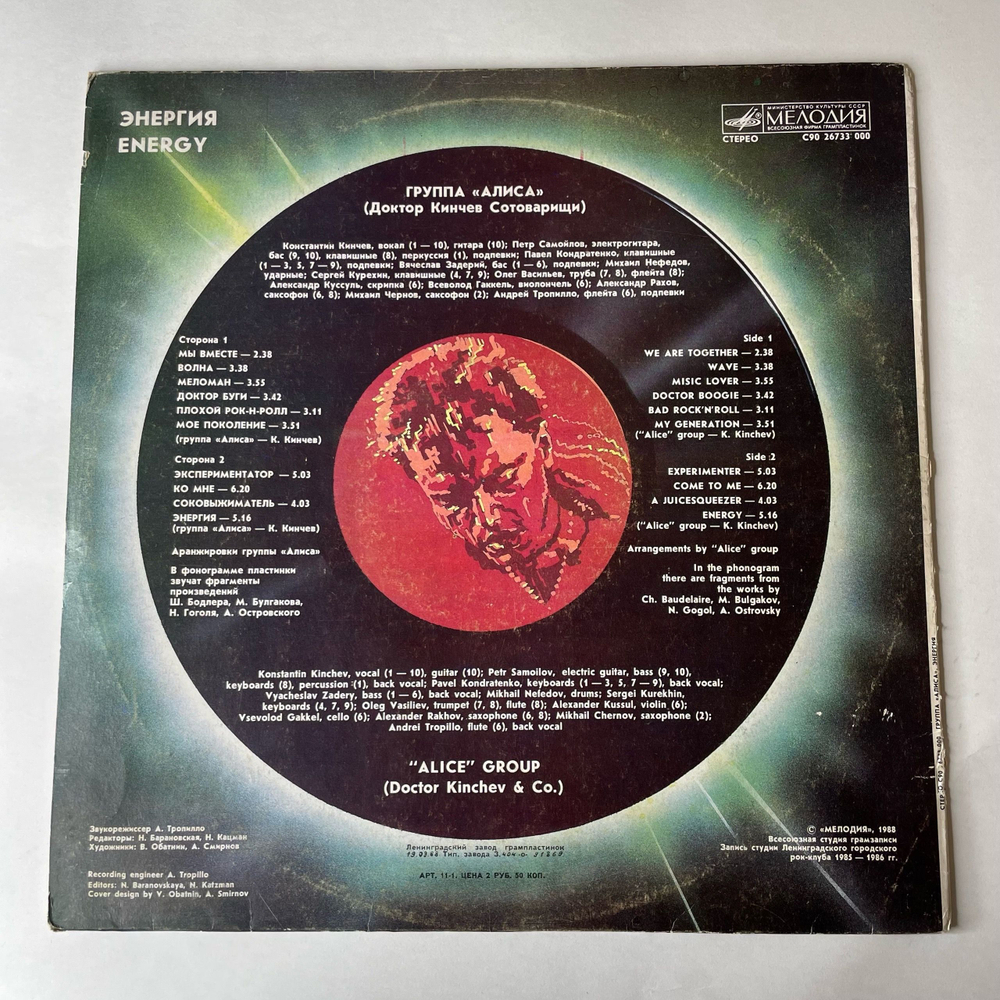 ЭНЕРГИЯ
ENERGY
МИНИСТЕРСТВО КУЛЬТУРЫ СССР
МЕЛОДИЯ
ВСЕСОЮЗНАЯ ФИРМА ГРАМПЛАСТИНОК
СТЕРЕО С90 26733 000
ГРУППА «АЛИСА»
(Доктор Кинчев Сотоварищи)
Константин Кинчев, вокал (1 — 10), гитара (10); Петр Самойлов, электрогитара,
бас (9, 10), клавишные (8), перкуссия (1), подпевки; Павел Кондратенко, клавишные
(1 — 3, 5, 7 — 9), подпевки; Вячеслав Задерий, бас (1 — 6), подпевки; Михаил Нефедов,
ударные; Сергей Курехин, клавишные (4, 7, 9); Олег Васильев, труба (7, 8), флейта (8);
Александр Куссуль, скрипка (6); Всеволод Гаккель, виолончель (6); Александр Рахов,
саксофон (6, 8); Михаил Чернов, саксофон (2); Андрей Тропилло, флейта (6), подпевки
Сторона 1
МЫ ВМЕСТЕ — 2.38
ВОЛНА — 3.38
МЕЛОМАН — 3.55
ДОКТОР БУГИ — 3.42
ПЛОХОЙ РОК-Н-РОЛЛ — 3.11
МОЕ ПОКОЛЕНИЕ — 3.51
(группа «Алиса» — К. Кинчев)
Сторона 2
ЭКСПЕРИМЕНТАТОР — 5.03
КО МНЕ — 6.20
СОКОВЫЖИМАТЕЛЬ — 4.03
ЭНЕРГИЯ — 5.16
(группа «Алиса» — К. Кинчев)
Аранжировки группы «Алиса»
В фонограмме пластинки
звучат фрагменты
произведений
Ш. Бодлера, М. Булгакова,
Н. Гоголя, А. Островского
Side 1
WE ARE TOGETHER — 2.38
WAVE — 3.38
MISIC LOVER — 3.55
DOCTOR BOOGIE — 3.42
BAD ROCK'N'ROLL — 3.11
MY GENERATION — 3.51
("Alice" group — K. Kinchev)
Side 2
EXPERIMENTER — 5.03
COME TO ME — 6.20
A JUICESQUEEZER — 4.03
ENERGY — 5.16
("Alice" group — K. Kinchev)
Arrangements by "Alice" group
In the phonogram
there are fragments from
the works by
Ch. Baudelaire, M. Bulgakov,
N. Gogol, A. Ostrovsky
Konstantin Kinchev, vocal (1 — 10), guitar (10); Petr Samoilov, electric guitar, bass (9, 10),
keyboards (8), percussion (1), back vocal; Pavel Kondratenko, keyboards (1 — 3, 5, 7 — 9), back vocal;
Vyacheslav Zadery, bass (1 — 6), back vocal; Mikhail Nefedov, drums; Sergei Kurekhin,
keyboards (4, 7, 9); Oleg Vasiliev, trumpet (7, 8), flute (8); Alexander Kussul, violin (6);
Vsevolod Gakkel, cello (6); Alexander Rakhov, saxophone (6, 8); Mikhail Chernov, saxophone (2);
Andrei Tropillo, flute (6), back vocal
"ALICE" GROUP
(Doctor Kinchev & Co.)
Звукорежиссер А. Тропилло
Редакторы: Н. Барановская, Н. Кацман
Художники: В. Обатнин, А. Смирнов
Recording engineer A. Tropillo
Editors: N. Baranovskaya, N. Katzman
Cover design by V. Obatnin, A. Smirnov
Ленинградский завод грампластинок
Тип. завода
АРТ. 11-1. ЦЕНА 2 РУБ. 50 КОП.
© «МЕЛОДИЯ», 1988
Всесоюзная студия грамзаписи
Запись студии Ленинградского городского
рок-клуба 1985 — 1986 гг.
ГРУППА «АЛИСА». ЭНЕРГИЯ